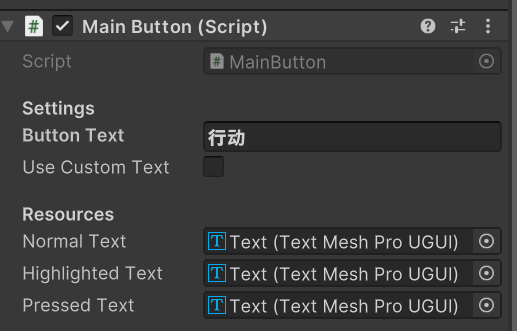 # Main Button (Script)
Script # MainButton
Settings
Button Text 行动
Use Custom Text
Resources
Normal Text T Text (Text Mesh Pro UGUI)
Highlighted Text T Text (Text Mesh Pro UGUI)
Pressed Text T Text (Text Mesh Pro UGUI)